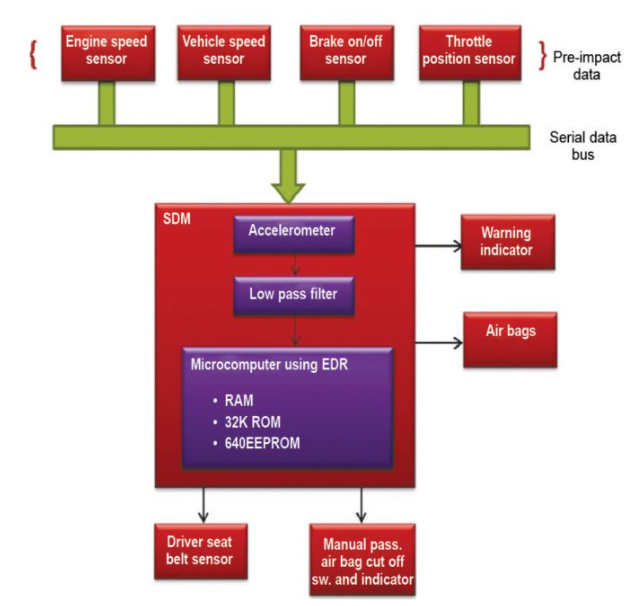 {
Engine speed
sensor
Vehicle speed
sensor
Brake on/off
sensor
Throttle
position sensor
}
Pre-impact
data
Serial data
bus
SDM
Accelerometer
Low pass filter
Microcomputer using EDR
• RAM
• 32K ROM
• 640EEPROM
Warning
indicator
Air bags
Driver seat
belt sensor
Manual pass.
air bag cut off
sw. and indicator